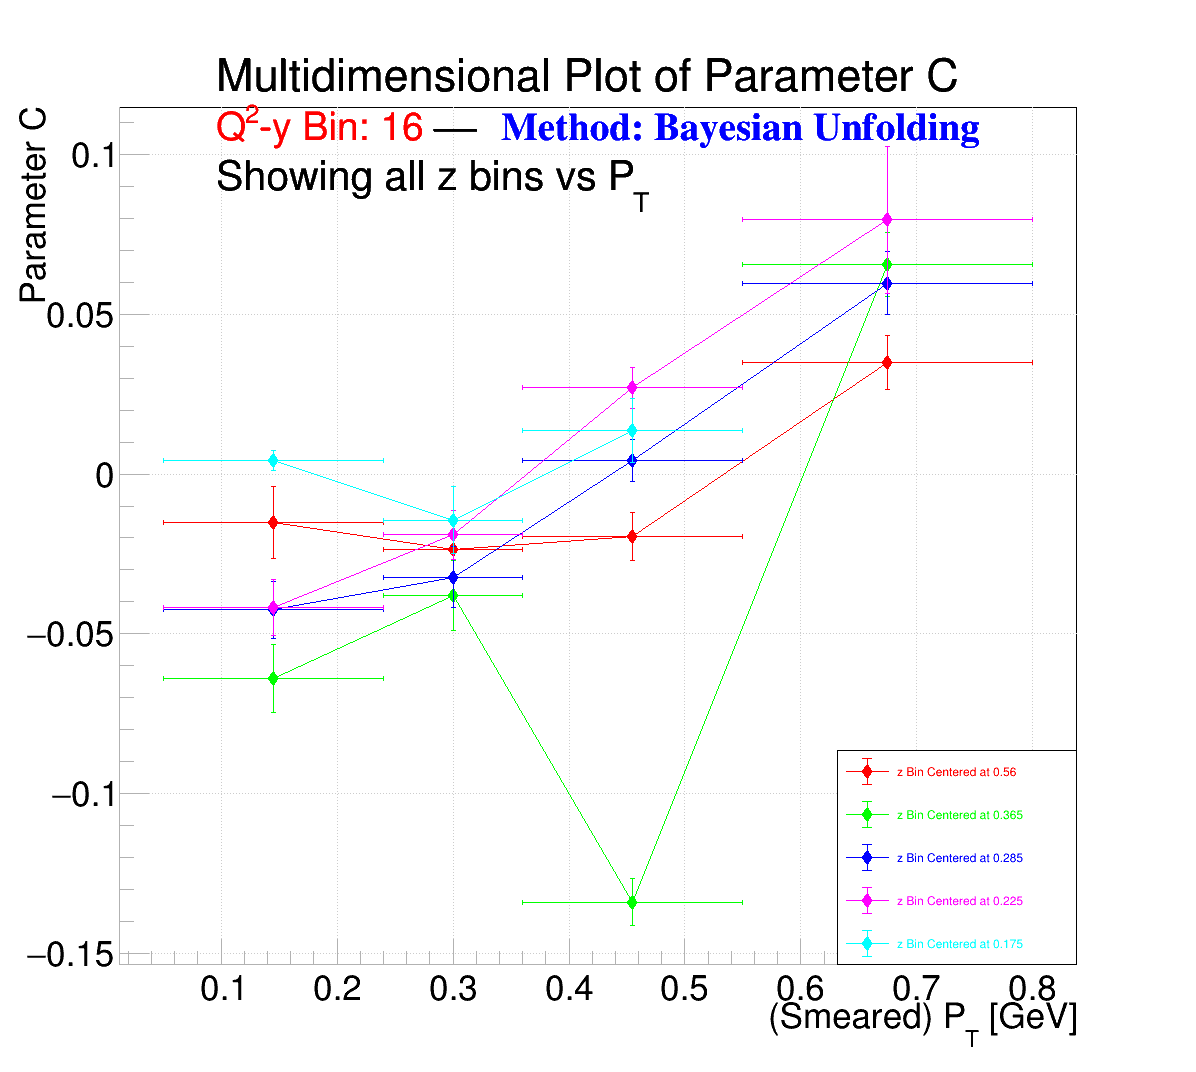 Multidimensional Plot of Parameter C
Q²-y Bin: 16 — Method: Bayesian Unfolding
Showing all z bins vs P_T
Parameter C
0.1
0.05
0
−0.05
−0.1
−0.15
z Bin Centered at 0.56
z Bin Centered at 0.365
z Bin Centered at 0.285
z Bin Centered at 0.225
z Bin Centered at 0.175
0.1 0.2 0.3 0.4 0.5 0.6 0.7 0.8
(Smeared) P_T [GeV]